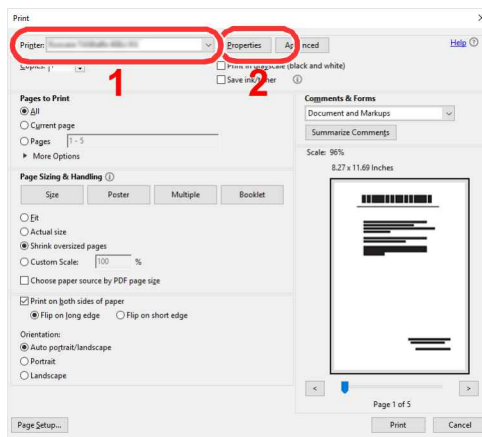 Print
Printer:
Properties
Advanced
Help
Copies: 1
Print in grayscale (black and white)
Save ink/toner
1
2
Pages to Print
All
Current page
Pages 1 - 5
More Options
Page Sizing & Handling
Size Poster Multiple Booklet
Fit
Actual size
Shrink oversized pages
Custom Scale: 100 %
Choose paper source by PDF page size
Print on both sides of paper
Flip on long edge Flip on short edge
Orientation:
Auto portrait/landscape
Portrait
Landscape
Comments & Forms
Document and Markups
Summarize Comments
Scale: 96%
8.27 x 11.69 Inches
< >
Page 1 of 5
Page Setup...
Print Cancel